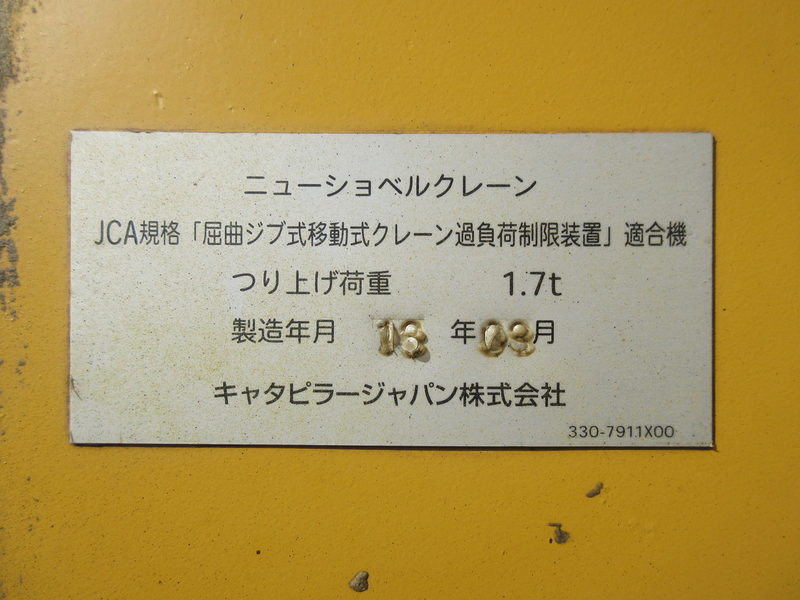 ニューショベルクレーン
JCA規格「屈曲ジブ式移動式クレーン過負荷制限装置」適合機
つり上げ荷重 1.7t
製造年月 年 月
キャタピラージャパン株式会社
330-7911X00